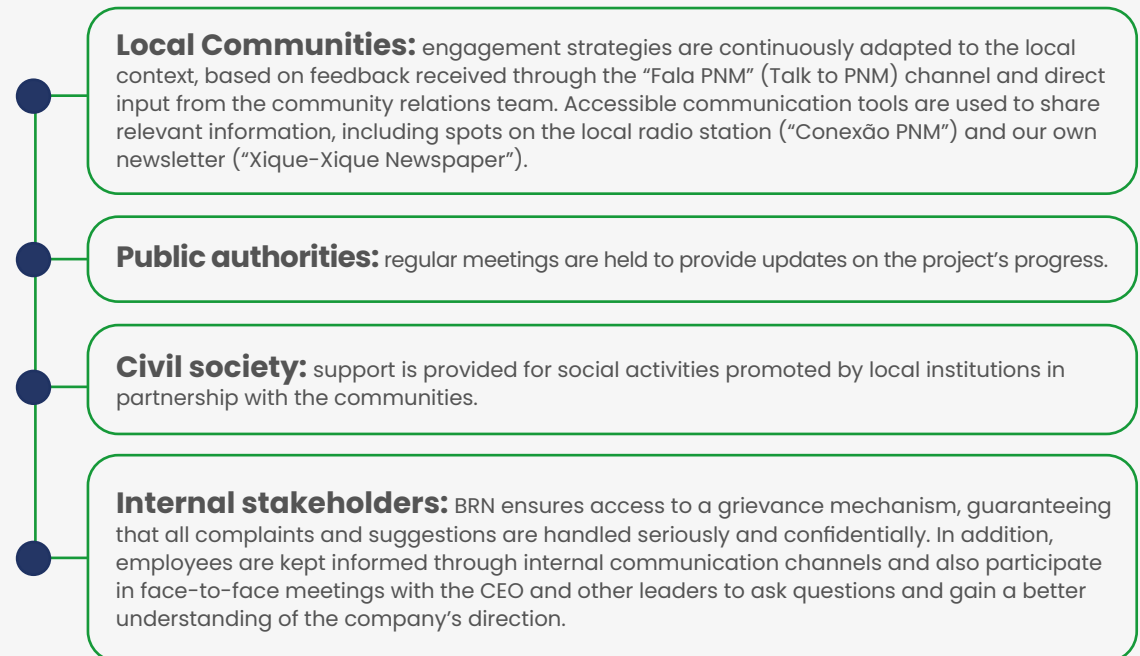 Local Communities: engagement strategies are continuously adapted to the local
context, based on feedback received through the “Fala PNM” (Talk to PNM) channel and direct
input from the community relations team. Accessible communication tools are used to share
relevant information, including spots on the local radio station (“Conexão PNM”) and our own
newsletter (“Xique-Xique Newspaper”).
Public authorities: regular meetings are held to provide updates on the project’s progress.
Civil society: support is provided for social activities promoted by local institutions in
partnership with the communities.
Internal stakeholders: BRN ensures access to a grievance mechanism, guaranteeing
that all complaints and suggestions are handled seriously and confidentially. In addition,
employees are kept informed through internal communication channels and also participate
in face-to-face meetings with the CEO and other leaders to ask questions and gain a better
understanding of the company’s direction.